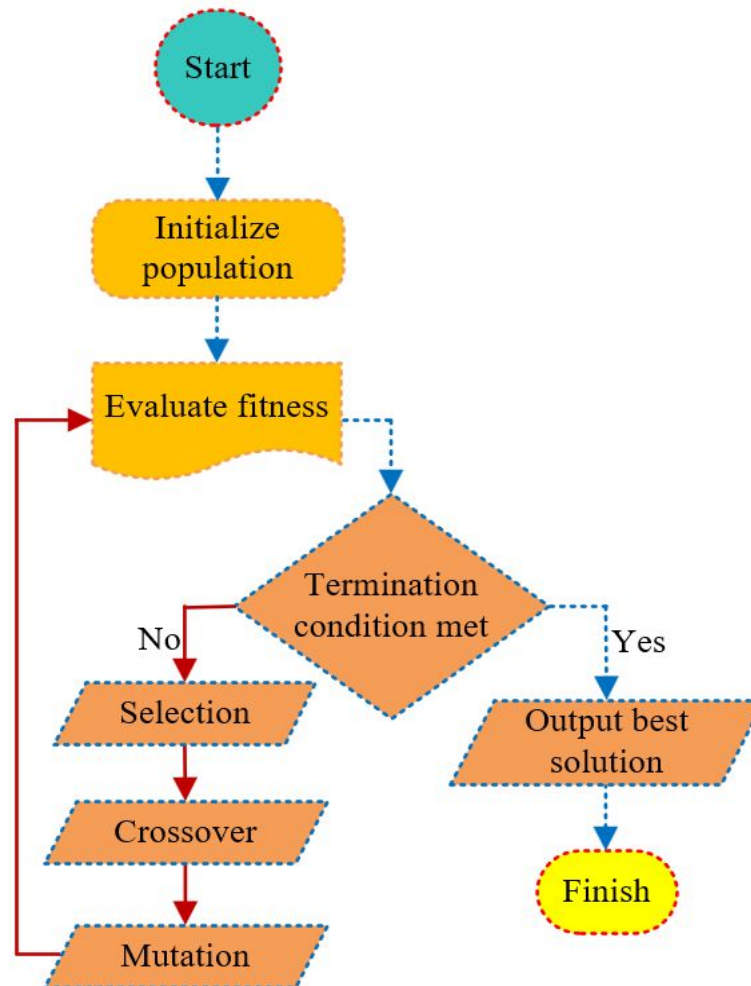 Start
Initialize
population
Evaluate fitness
Termination
condition met
No
Yes
Selection
Output best
solution
Crossover
Finish
Mutation